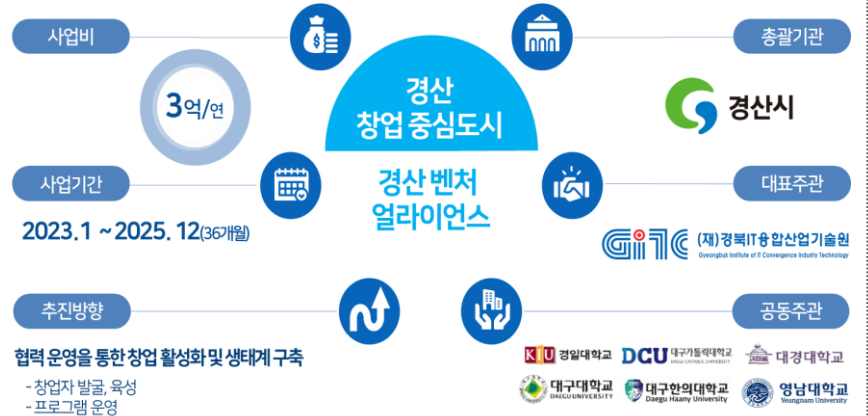 사업비
3억/연
사업기간
2023.1 ~ 2025. 12(36개월)
추진방향
협력 운영을 통한 창업 활성화 및 생태계 구축
- 창업자 발굴, 육성
- 프로그램 운영
경산
창업 중심도시
경산 벤처
얼라이언스
총괄기관
경산시
대표주관
GITC (재)경북IT융합산업기술원
Gyeongbuk Institute of IT Convergence Industry Technology
공동주관
KIU 경일대학교 DCU 대구가톨릭대학교 대경대학교
DAEGU CATHOLIC UNIVERSITY
대구대학교 대구한의대학교 영남대학교
DAEGU UNIVERSITY Daegu Haany University Yeungnam University